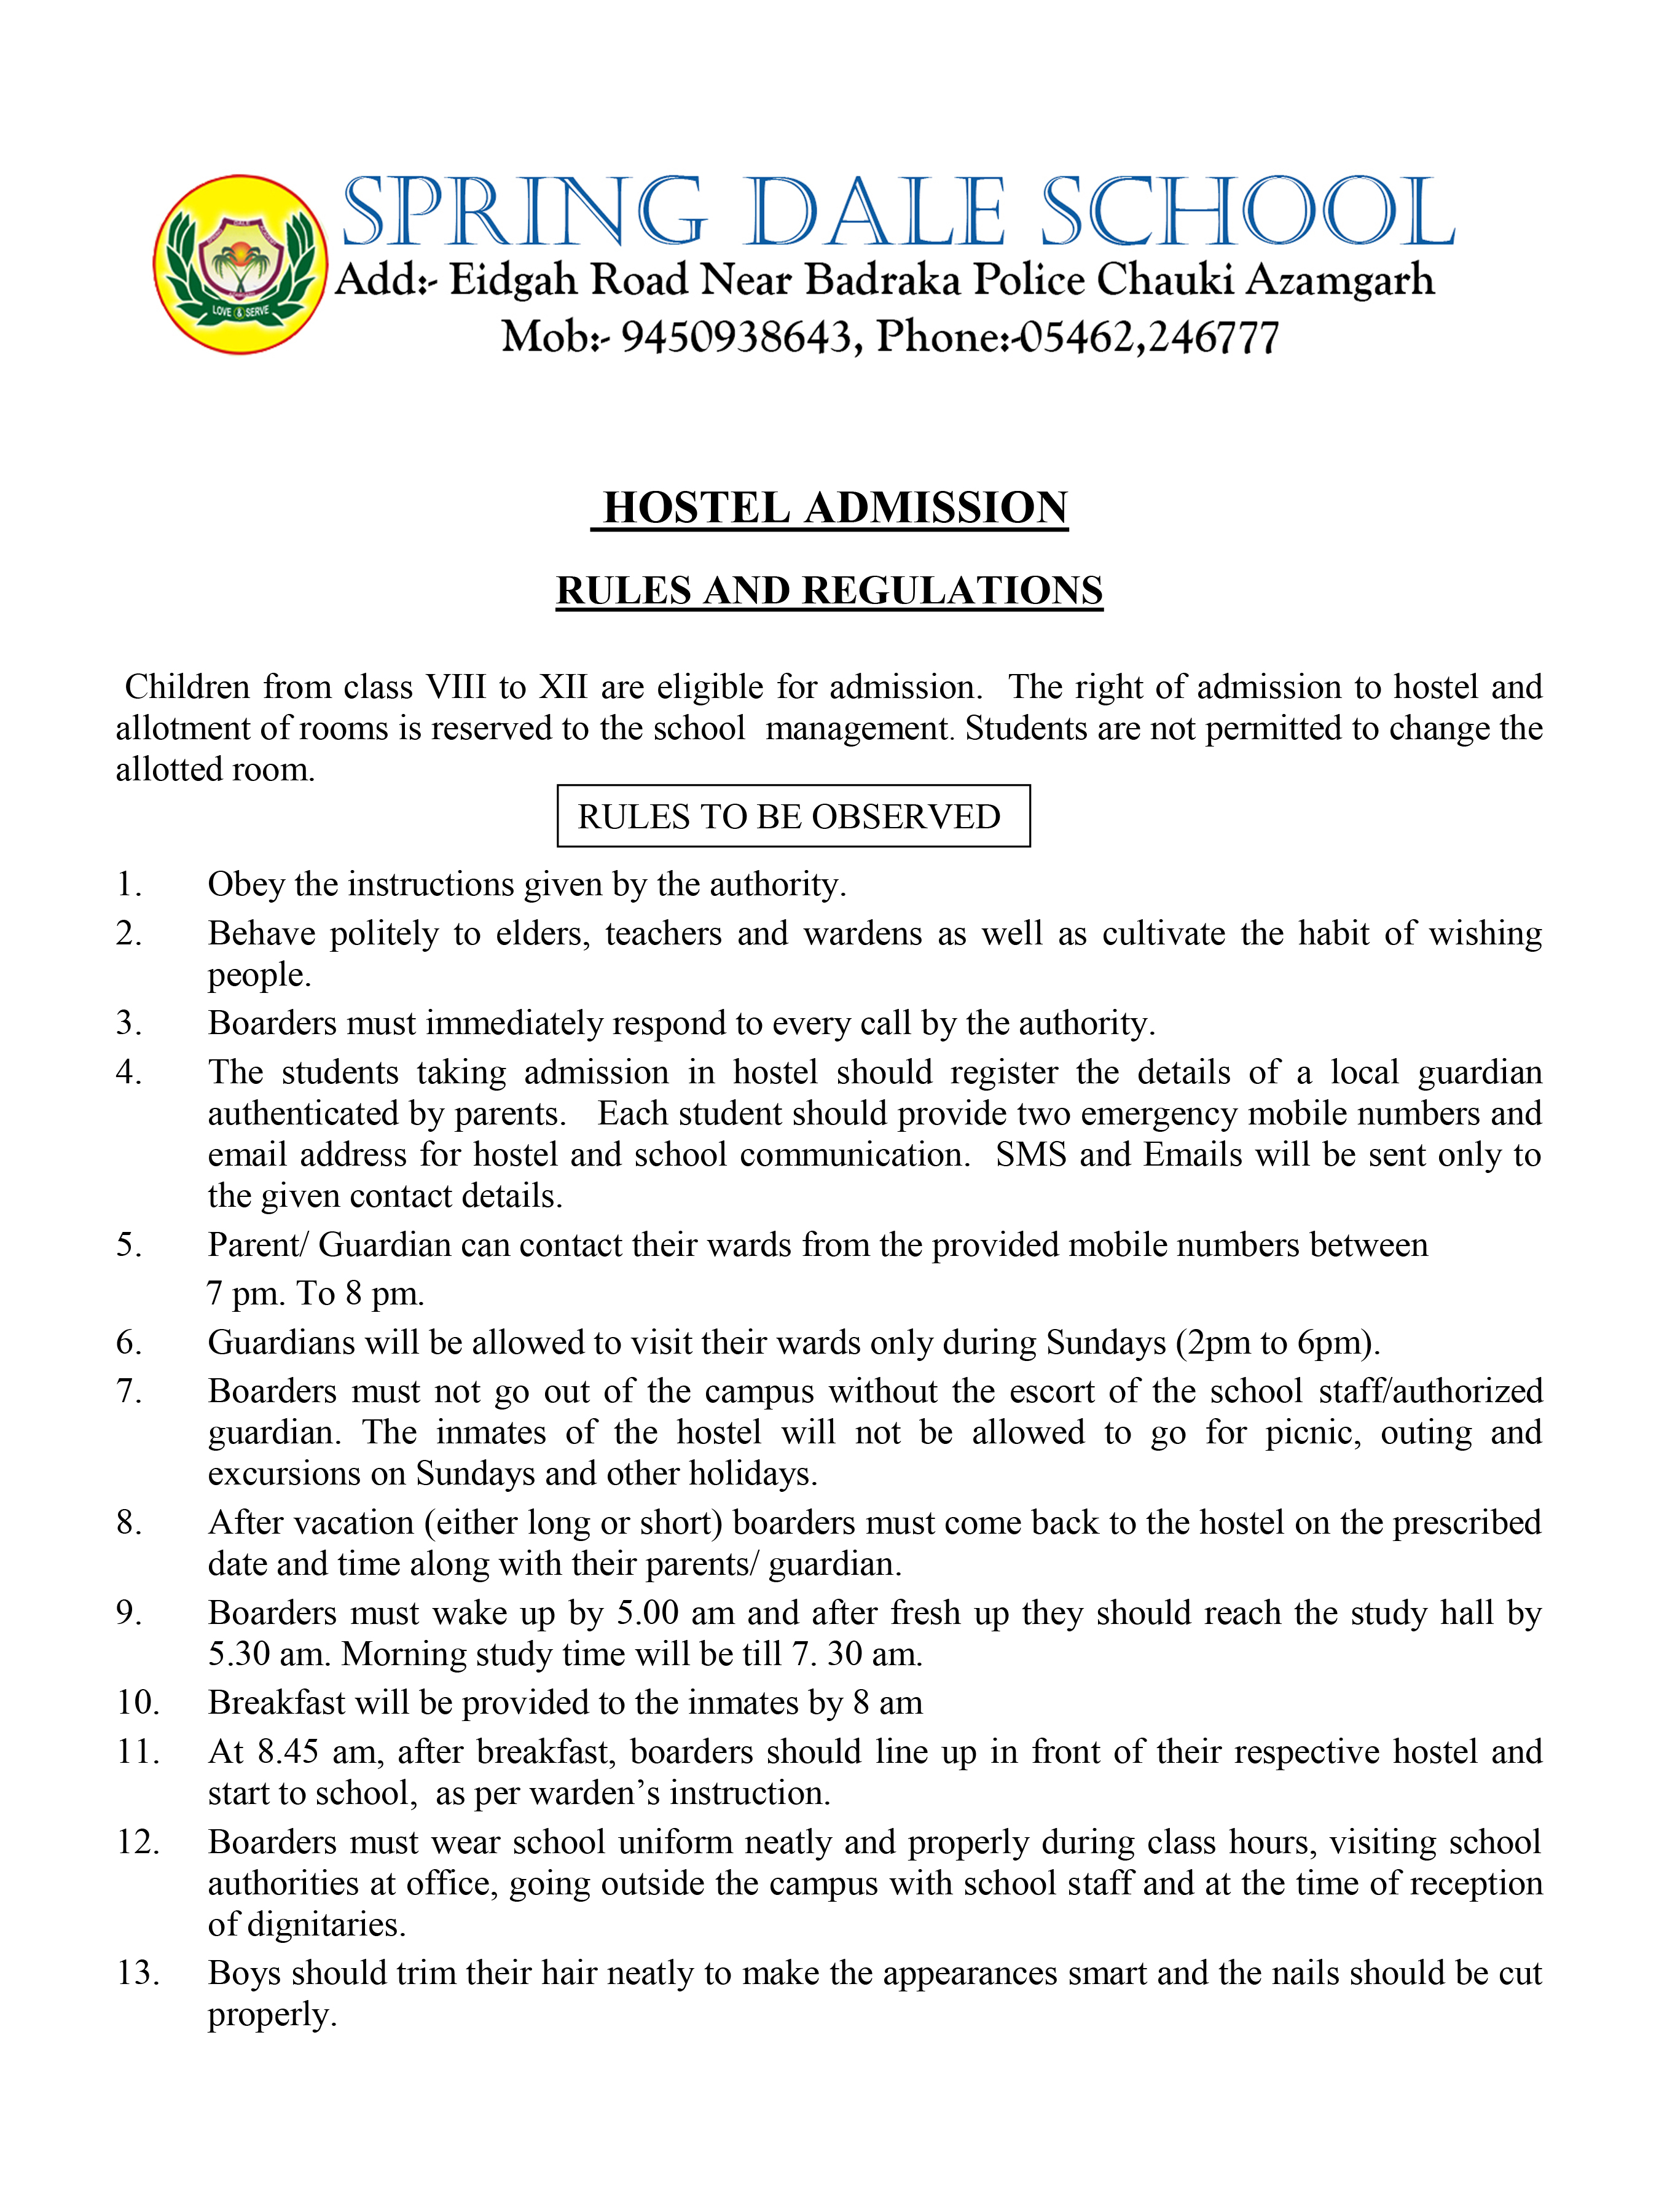 SPRING DALE SCHOOL
Add:- Eidgah Road Near Badraka Police Chauki Azamgarh
Mob:- 9450938643, Phone:-05462,246777
LOVE & SERVE
HOSTEL ADMISSION
RULES AND REGULATIONS
Children from class VIII to XII are eligible for admission. The right of admission to hostel and
allotment of rooms is reserved to the school management. Students are not permitted to change the
allotted room.
RULES TO BE OBSERVED
1. Obey the instructions given by the authority.
2. Behave politely to elders, teachers and wardens as well as cultivate the habit of wishing
people.
3. Boarders must immediately respond to every call by the authority.
4. The students taking admission in hostel should register the details of a local guardian
authenticated by parents. Each student should provide two emergency mobile numbers and
email address for hostel and school communication. SMS and Emails will be sent only to
the given contact details.
5. Parent/ Guardian can contact their wards from the provided mobile numbers between
7 pm. To 8 pm.
6. Guardians will be allowed to visit their wards only during Sundays (2pm to 6pm).
7. Boarders must not go out of the campus without the escort of the school staff/authorized
guardian. The inmates of the hostel will not be allowed to go for picnic, outing and
excursions on Sundays and other holidays.
8. After vacation (either long or short) boarders must come back to the hostel on the prescribed
date and time along with their parents/ guardian.
9. Boarders must wake up by 5.00 am and after fresh up they should reach the study hall by
5.30 am. Morning study time will be till 7. 30 am.
10. Breakfast will be provided to the inmates by 8 am
11. At 8.45 am, after breakfast, boarders should line up in front of their respective hostel and
start to school, as per warden’s instruction.
12. Boarders must wear school uniform neatly and properly during class hours, visiting school
authorities at office, going outside the campus with school staff and at the time of reception
of dignitaries.
13. Boys should trim their hair neatly to make the appearances smart and the nails should be cut
properly.